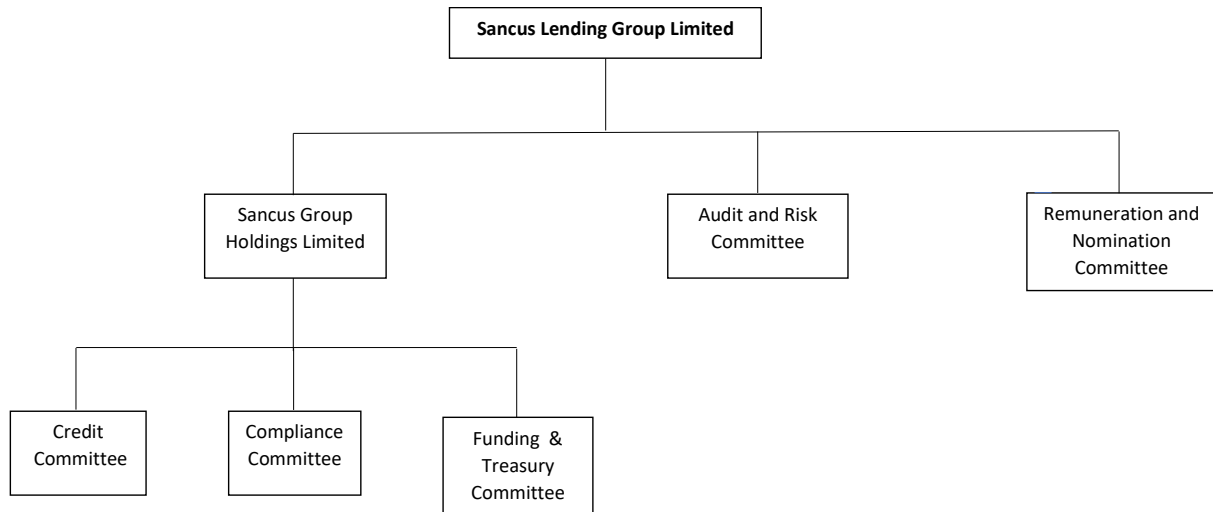 Sancus Lending Group Limited
Sancus Group
Holdings Limited
Audit and Risk
Committee
Remuneration and
Nomination
Committee
Credit
Committee
Compliance
Committee
Funding & 
Treasury
Committee